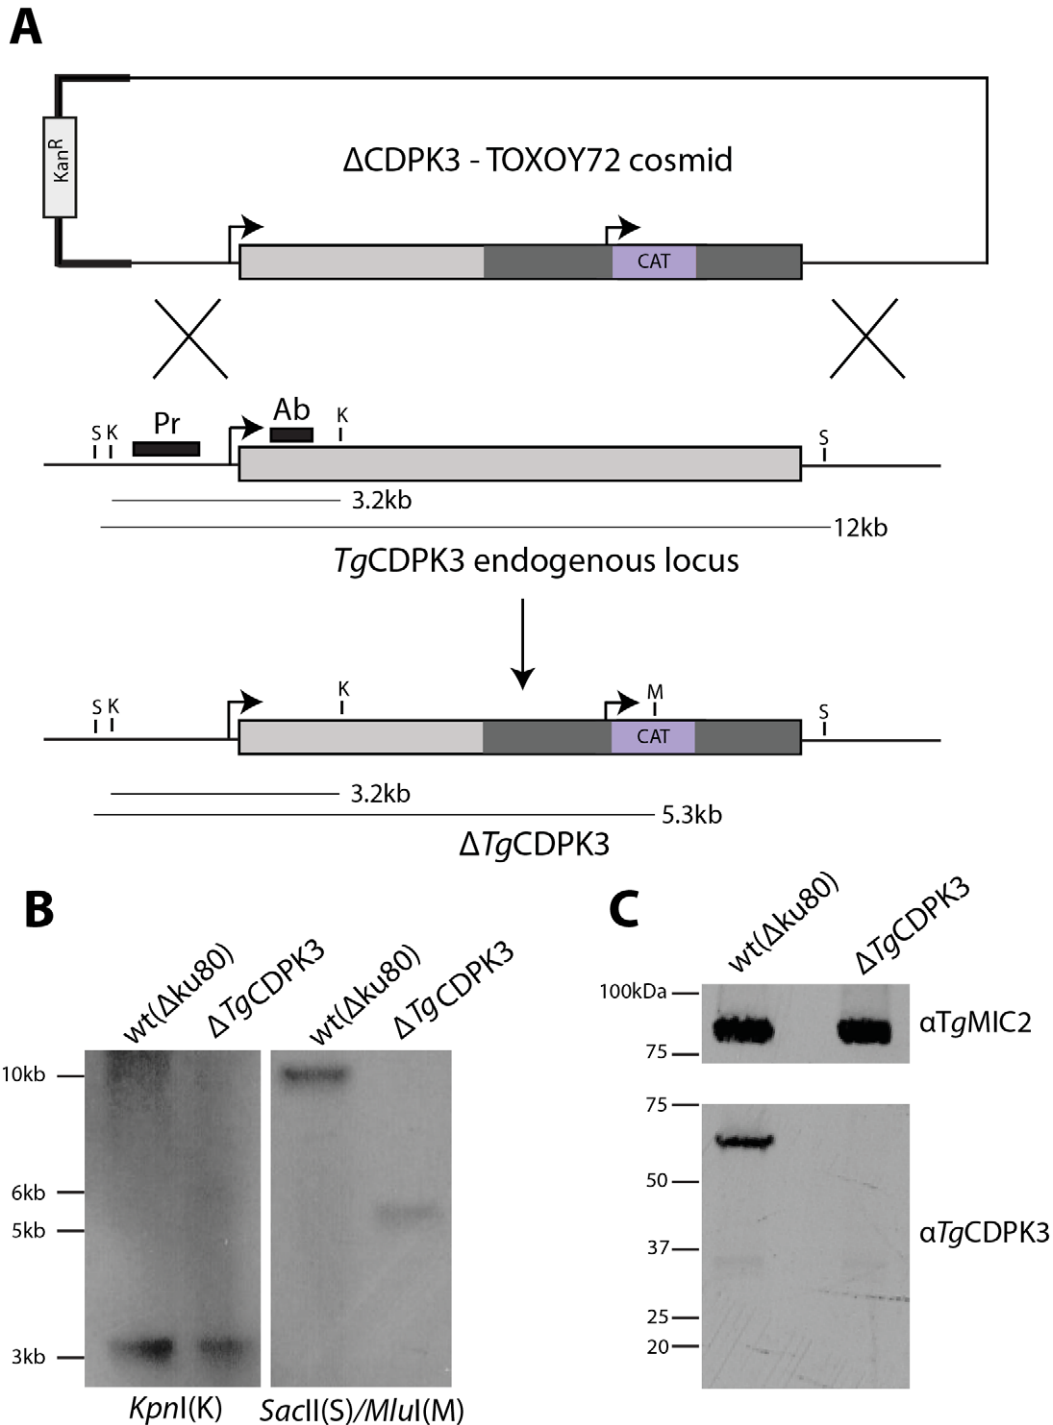 A
KanR
ΔCDPK3 - TOXOY72 cosmid
CAT
S K Pr Ab K S
3.2kb
12kb
TgCDPK3 endogenous locus
S K K M S
CAT
3.2kb
5.3kb
ΔTgCDPK3
B
wt(Δku80) ΔTgCDPK3 wt(Δku80) ΔTgCDPK3
10kb
6kb
5kb
3kb
KpnI(K) SacII(S)/MluI(M)
C
wt(Δku80) ΔTgCDPK3
100kDa
αTgMIC2
75
75
50
37
αTgCDPK3
25
20